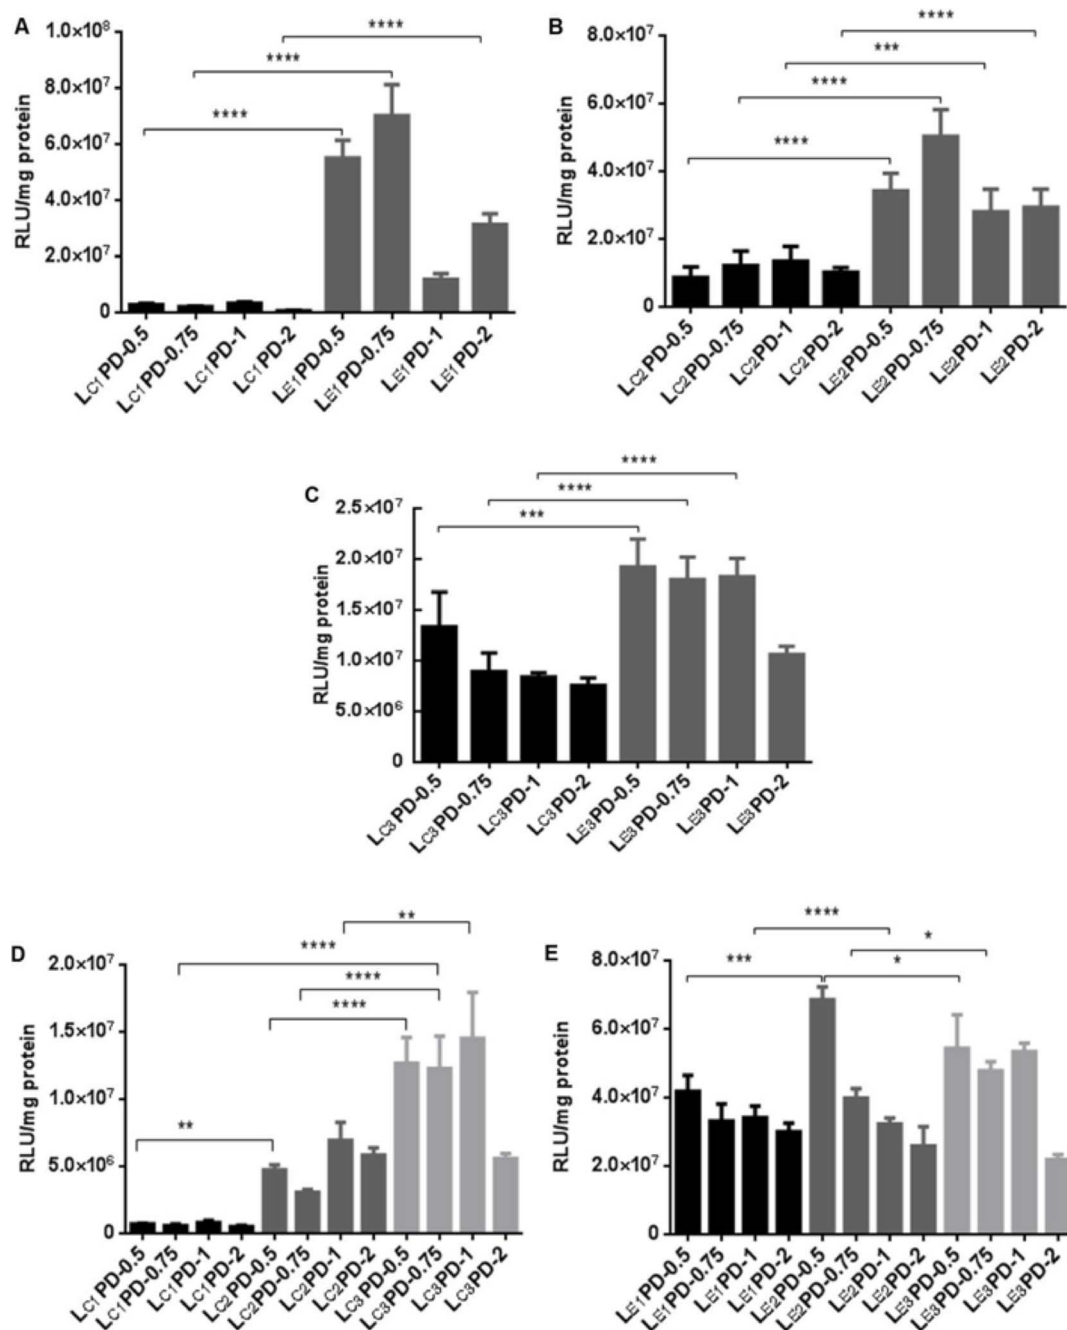 A
RLU/mg protein
1.0×10⁸
8.0×10⁷
6.0×10⁷
4.0×10⁷
2.0×10⁷
0
****
****
****
LC1PD-0.5
LC1PD-0.75
LC1PD-1
LC1PD-2
LE1PD-0.5
LE1PD-0.75
LE1PD-1
LE1PD-2
B
RLU/mg protein
8.0×10⁷
6.0×10⁷
4.0×10⁷
2.0×10⁷
0
****
***
****
****
LC2PD-0.5
LC2PD-0.75
LC2PD-1
LC2PD-2
LE2PD-0.5
LE2PD-0.75
LE2PD-1
LE2PD-2
C
RLU/mg protein
2.5×10⁷
2.0×10⁷
1.5×10⁷
1.0×10⁷
5.0×10⁶
0
****
****
***
LC3PD-0.5
LC3PD-0.75
LC3PD-1
LC3PD-2
LE3PD-0.5
LE3PD-0.75
LE3PD-1
LE3PD-2
D
RLU/mg protein
2.0×10⁷
1.5×10⁷
1.0×10⁷
5.0×10⁶
0
**
****
****
****
**
LC1PD-0.5
LC1PD-0.75
LC1PD-1
LC1PD-2
LC2PD-0.5
LC2PD-0.75
LC2PD-1
LC2PD-2
LC3PD-0.5
LC3PD-0.75
LC3PD-1
LC3PD-2
E
RLU/mg protein
8.0×10⁷
6.0×10⁷
4.0×10⁷
2.0×10⁷
0
****
*
***
*
LE1PD-0.5
LE1PD-0.75
LE1PD-1
LE1PD-2
LE2PD-0.5
LE2PD-0.75
LE2PD-1
LE2PD-2
LE3PD-0.5
LE3PD-0.75
LE3PD-1
LE3PD-2